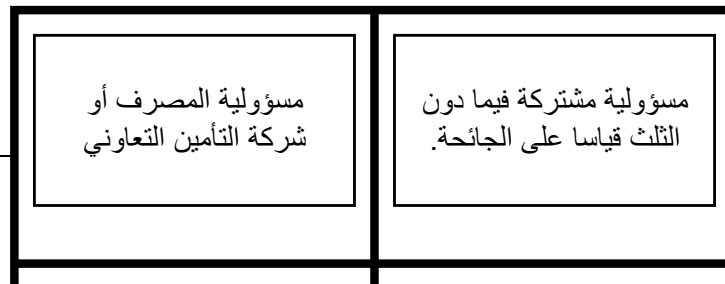 مسؤولية مشتركة فيما دون
الثلث قياسا على الجائحة.
مسؤولية المصرف أو
شركة التأمين التعاوني